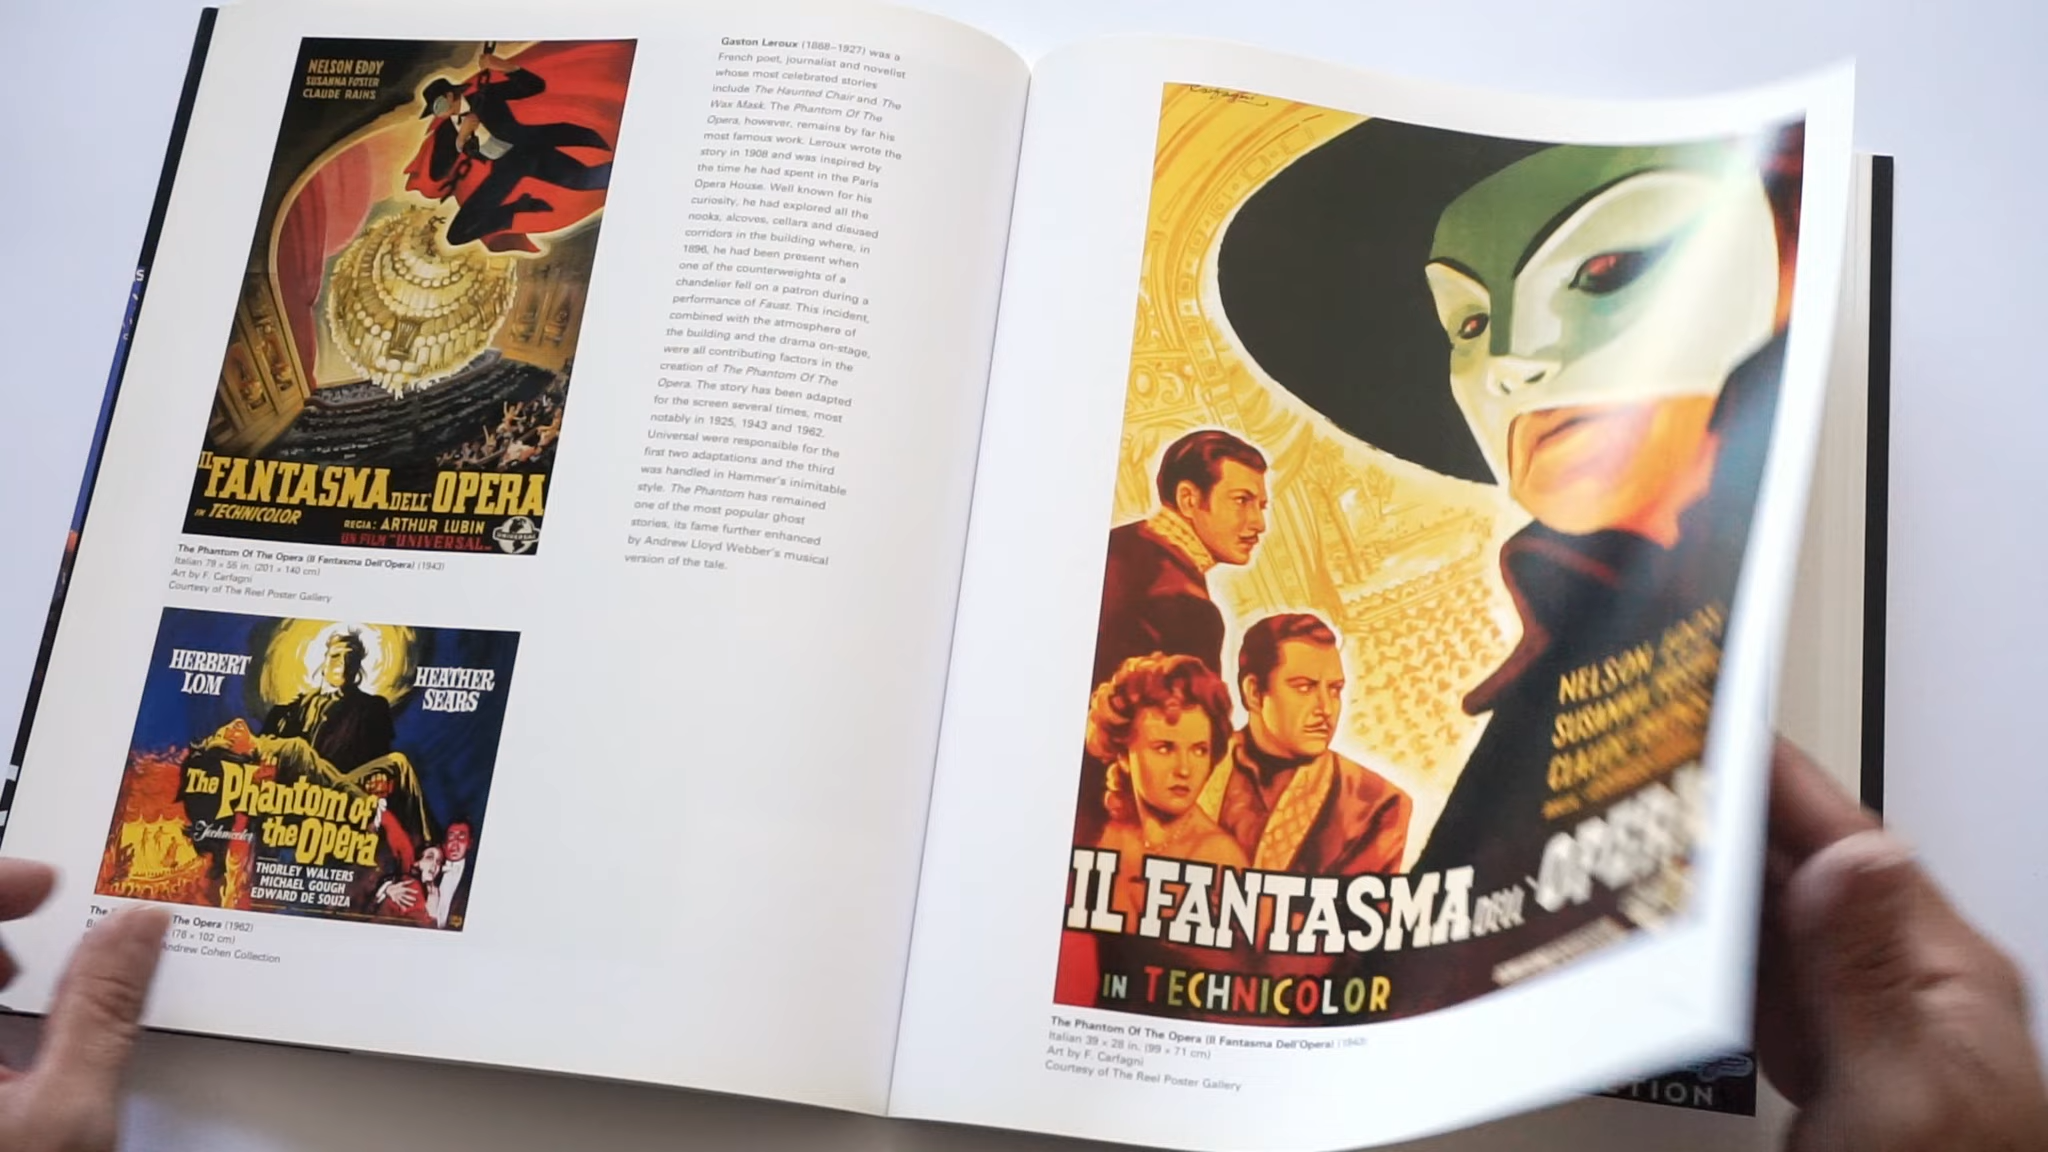 NELSON EDDY
SUSANNA FOSTER
CLAUDE RAINS
IL
FANTASMA DELL'OPERA
IN TECHNICOLOR
REGIA: ARTHUR LUBIN
UN FILM "UNIVERSAL"
UNIVERSAL
The Phantom Of The Opera (Il Fantasma Dell'Opera) (1943)
Italian 79 × 55 in. (201 × 140 cm)
Art by F. Carfagni
Courtesy of The Reel Poster Gallery
HERBERT
LOM
HEATHER
SEARS
The Phantom of
the Opera
Technicolor
THORLEY WALTERS
MICHAEL GOUGH
EDWARD DE SOUZA
The
The Opera (1962)
(76 × 102 cm)
Andrew Cohen Collection
Gaston Leroux (1868–1927) was a
French poet, journalist and novelist
whose most celebrated stories
include The Haunted Chair and The
Wax Mask. The Phantom Of The
Opera, however, remains by far his
most famous work. Leroux wrote the
story in 1908 and was inspired by
the time he had spent in the Paris
Opera House. Well known for his
curiosity, he had explored all the
nooks, alcoves, cellars and disused
corridors in the building where, in
1896, he had been present when
one of the counterweights of a
chandelier fell on a patron during a
performance of Faust. This incident,
combined with the atmosphere of
the building and the drama on-stage,
were all contributing factors in the
creation of The Phantom Of The
Opera. The story has been adapted
for the screen several times, most
notably in 1925, 1943 and 1962.
Universal were responsible for the
first two adaptations and the third
was handled in Hammer's inimitable
style. The Phantom has remained
one of the most popular ghost
stories, its fame further enhanced
by Andrew Lloyd Webber's musical
version of the tale.
Carfagni
NELSON
IL FANTASMA DELL'OPERA
IN TECHNICOLOR
The Phantom Of The Opera (Il Fantasma Dell'Opera) (1943)
Italian 39 × 28 in. (99 × 71 cm)
Art by F. Carfagni
Courtesy of The Reel Poster Gallery